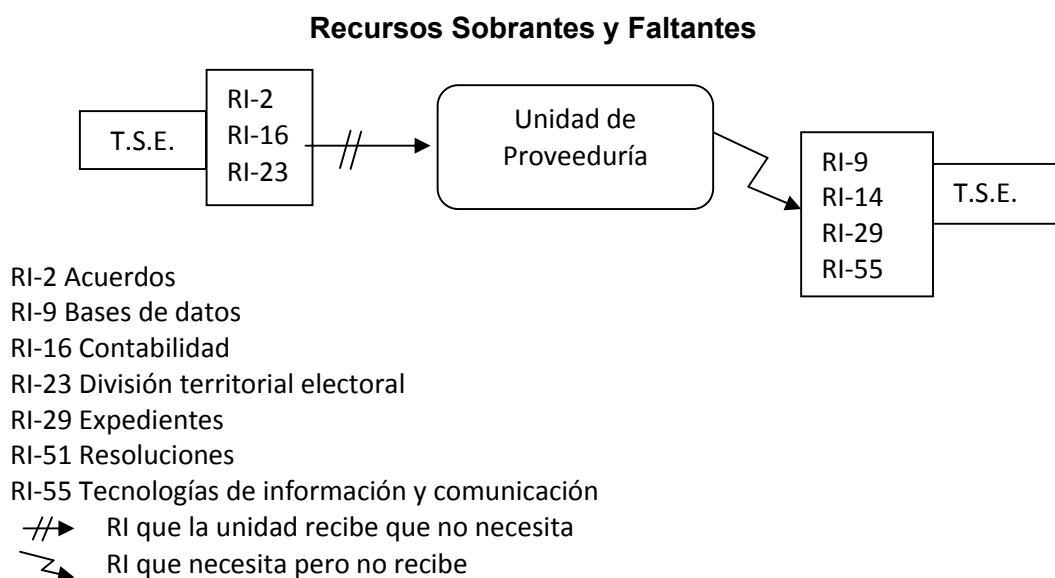 Recursos Sobrantes y Faltantes
T.S.E.
RI-2
RI-16
RI-23
Unidad de
Proveeduría
RI-9
RI-14
RI-29
RI-55
T.S.E.
RI-2 Acuerdos
RI-9 Bases de datos
RI-16 Contabilidad
RI-23 División territorial electoral
RI-29 Expedientes
RI-51 Resoluciones
RI-55 Tecnologías de información y comunicación
RI que la unidad recibe que no necesita
RI que necesita pero no recibe